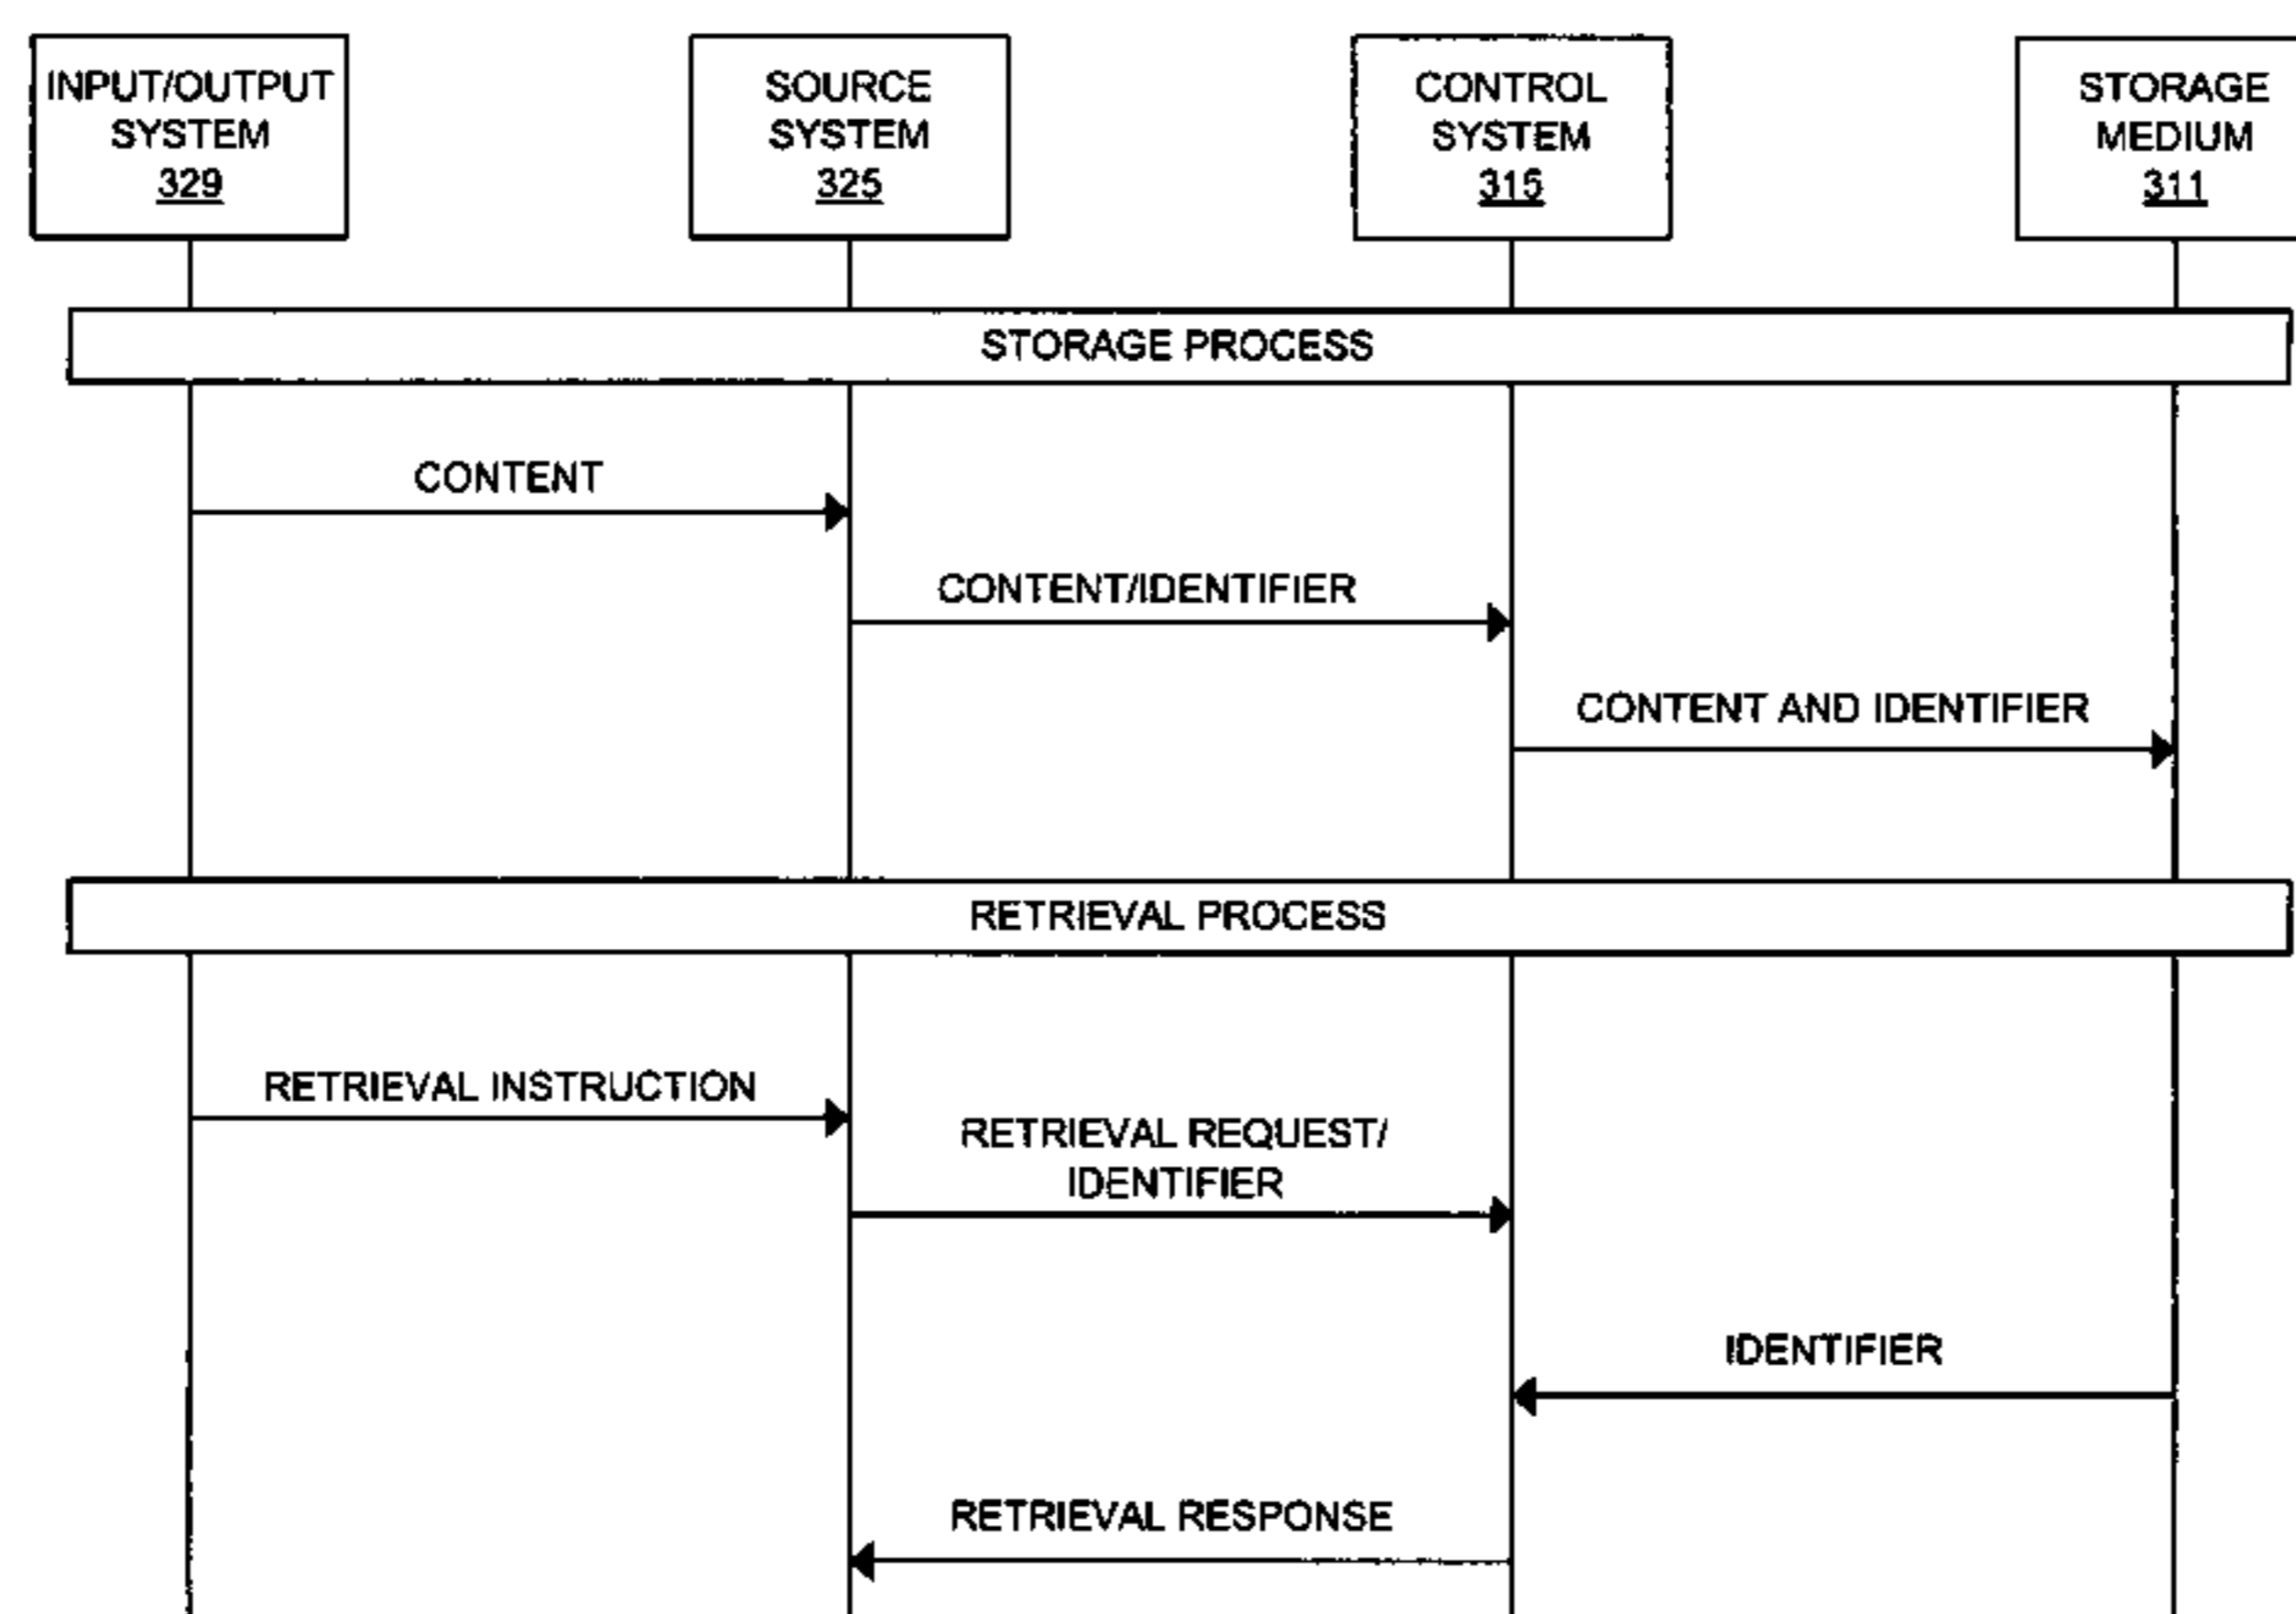 INPUT/OUTPUT
SYSTEM
329
SOURCE
SYSTEM
325
CONTROL
SYSTEM
315
STORAGE
MEDIUM
311
STORAGE PROCESS
CONTENT
CONTENT/IDENTIFIER
CONTENT AND IDENTIFIER
RETRIEVAL PROCESS
RETRIEVAL INSTRUCTION
RETRIEVAL REQUEST/
IDENTIFIER
IDENTIFIER
RETRIEVAL RESPONSE